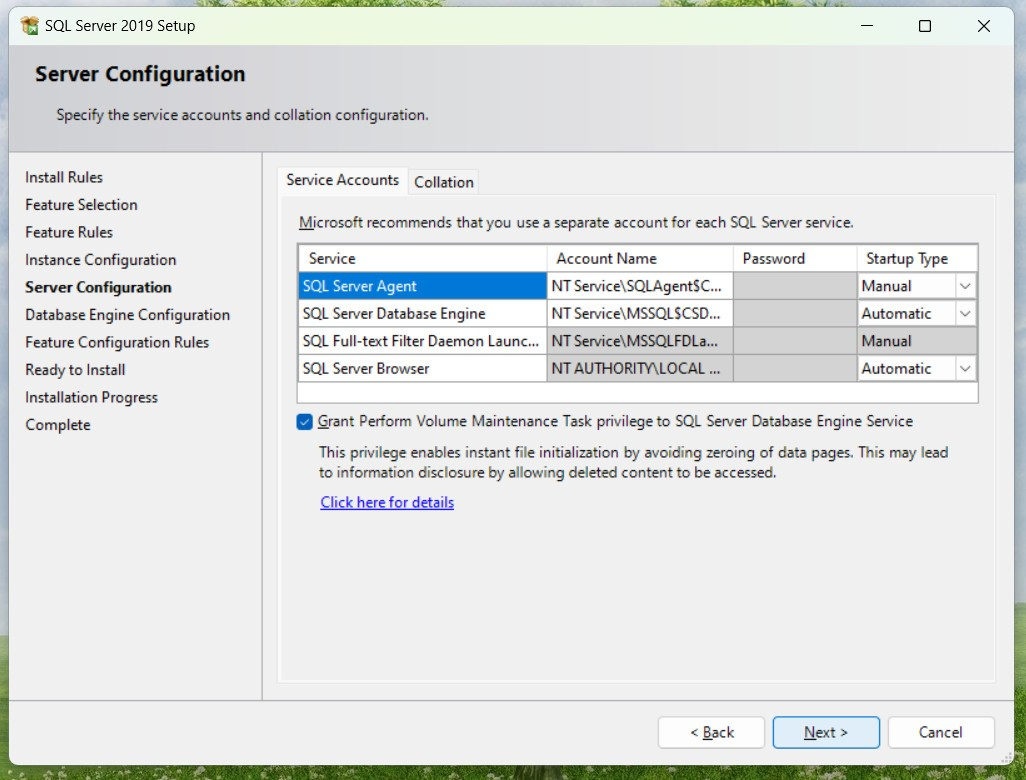 SQL Server 2019 Setup
Server Configuration
Specify the service accounts and collation configuration.
Install Rules
Feature Selection
Feature Rules
Instance Configuration
Server Configuration
Database Engine Configuration
Feature Configuration Rules
Ready to Install
Installation Progress
Complete
Service Accounts Collation
Microsoft recommends that you use a separate account for each SQL Server service.
Service Account Name Password Startup Type
SQL Server Agent NT Service\SQLAgent$C... Manual
SQL Server Database Engine NT Service\MSSQL$CSD... Automatic
SQL Full-text Filter Daemon Launc... NT Service\MSSQLFDLa... Manual
SQL Server Browser NT AUTHORITY\LOCAL ... Automatic
Grant Perform Volume Maintenance Task privilege to SQL Server Database Engine Service
This privilege enables instant file initialization by avoiding zeroing of data pages. This may lead
to information disclosure by allowing deleted content to be accessed.
Click here for details
< Back Next > Cancel